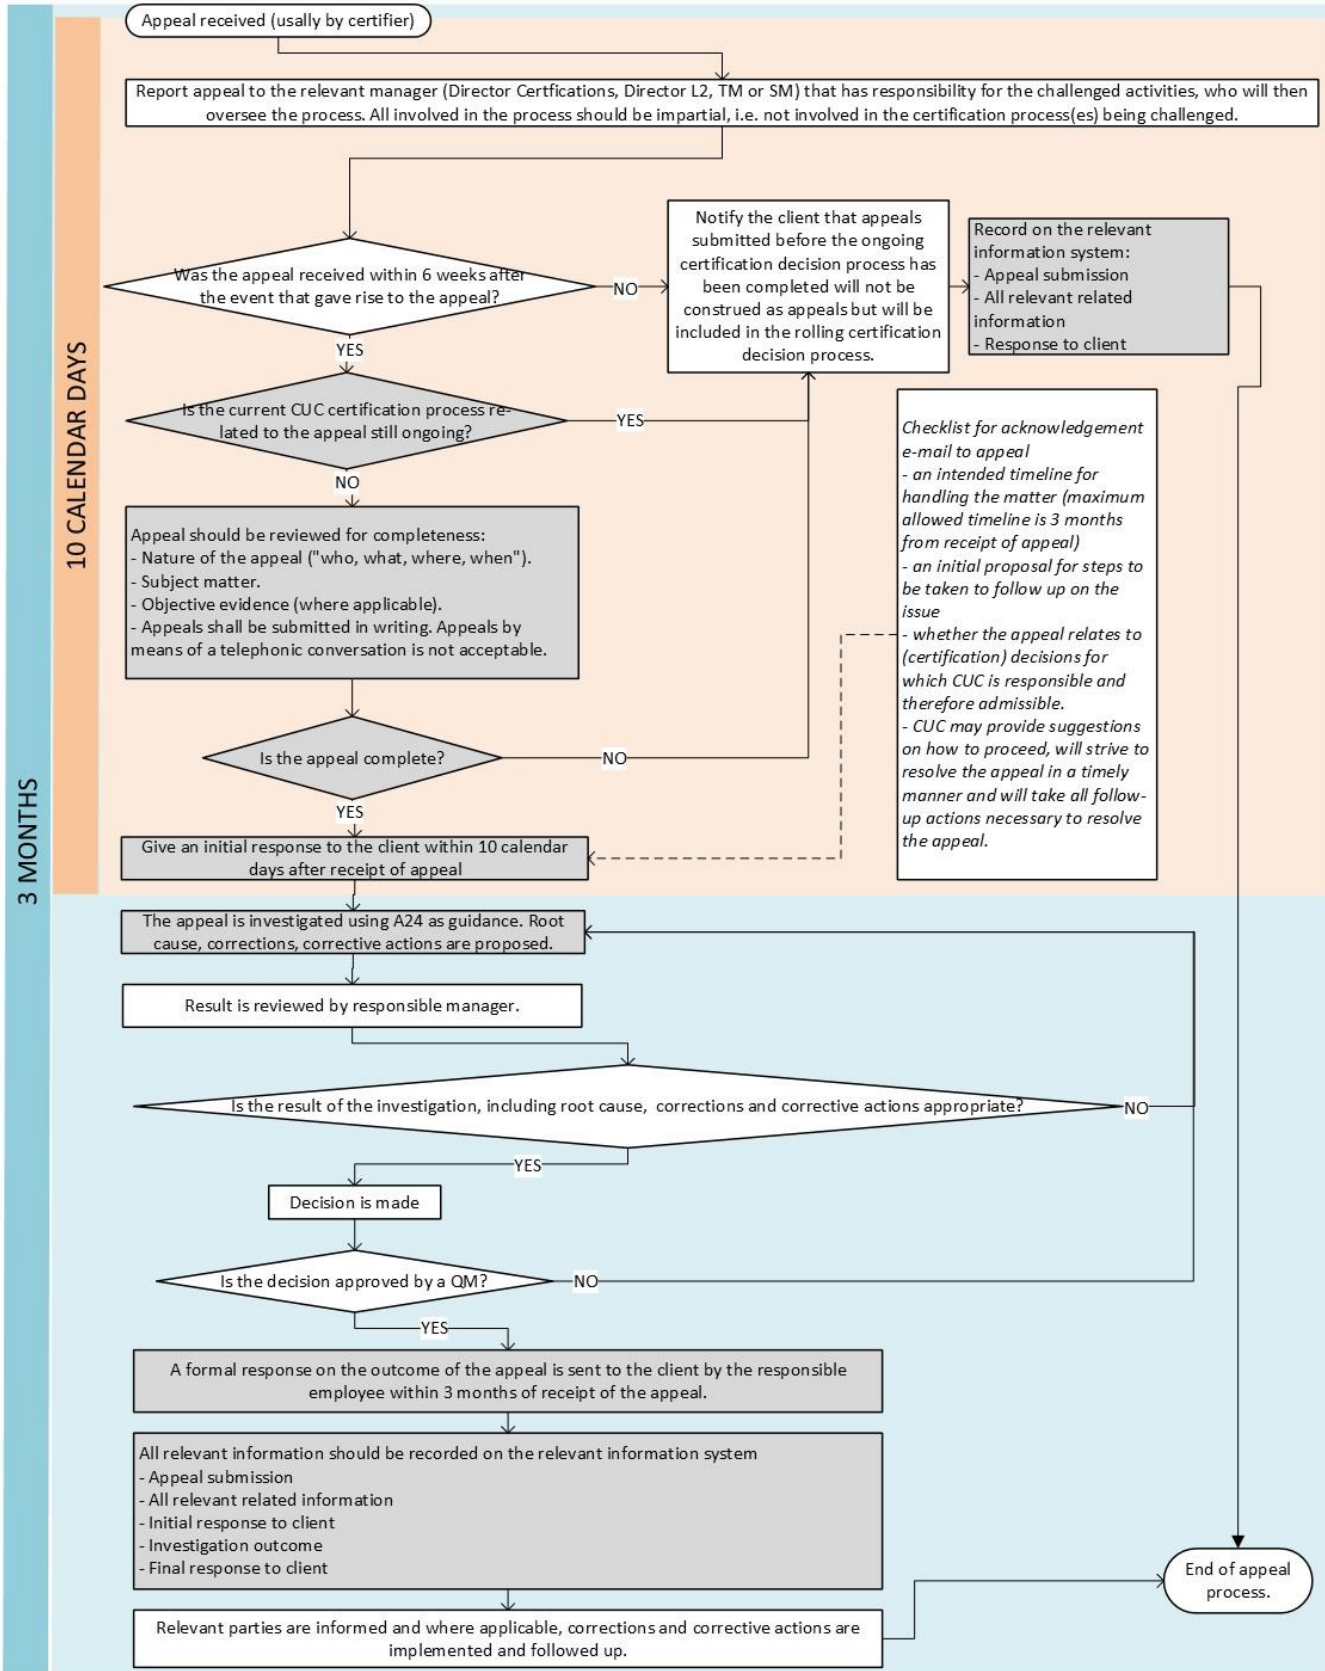 Appeal received (usally by certifier)
Report appeal to the relevant manager (Director Certfications, Director L2, TM or SM) that has responsibility for the challenged activities, who will then
oversee the process. All involved in the process should be impartial, i.e. not involved in the certification process(es) being challenged.
Was the appeal received within 6 weeks after
the event that gave rise to the appeal?
NO
Notify the client that appeals
submitted before the ongoing
certification decision process has
been completed will not be
construed as appeals but will be
included in the rolling certification
decision process.
Record on the relevant
information system:
- Appeal submission
- All relevant related
information
- Response to client
YES
Is the current CUC certification process re-
lated to the appeal still ongoing?
YES
NO
Appeal should be reviewed for completeness:
- Nature of the appeal ("who, what, where, when").
- Subject matter.
- Objective evidence (where applicable).
- Appeals shall be submitted in writing. Appeals by
means of a telephonic conversation is not acceptable.
Checklist for acknowledgement
e-mail to appeal
- an intended timeline for
handling the matter (maximum
allowed timeline is 3 months
from receipt of appeal)
- an initial proposal for steps to
be taken to follow up on the
issue
- whether the appeal relates to
(certification) decisions for
which CUC is responsible and
therefore admissible.
- CUC may provide suggestions
on how to proceed, will strive to
resolve the appeal in a timely
manner and will take all follow-
up actions necessary to resolve
the appeal.
Is the appeal complete?
NO
YES
Give an initial response to the client within 10 calendar
days after receipt of appeal
10 CALENDAR DAYS
3 MONTHS
The appeal is investigated using A24 as guidance. Root
cause, corrections, corrective actions are proposed.
Result is reviewed by responsible manager.
Is the result of the investigation, including root cause, corrections and corrective actions appropriate?
NO
YES
Decision is made
Is the decision approved by a QM?
NO
YES
A formal response on the outcome of the appeal is sent to the client by the responsible
employee within 3 months of receipt of the appeal.
All relevant information should be recorded on the relevant information system
- Appeal submission
- All relevant related information
- Initial response to client
- Investigation outcome
- Final response to client
Relevant parties are informed and where applicable, corrections and corrective actions are
implemented and followed up.
End of appeal
process.